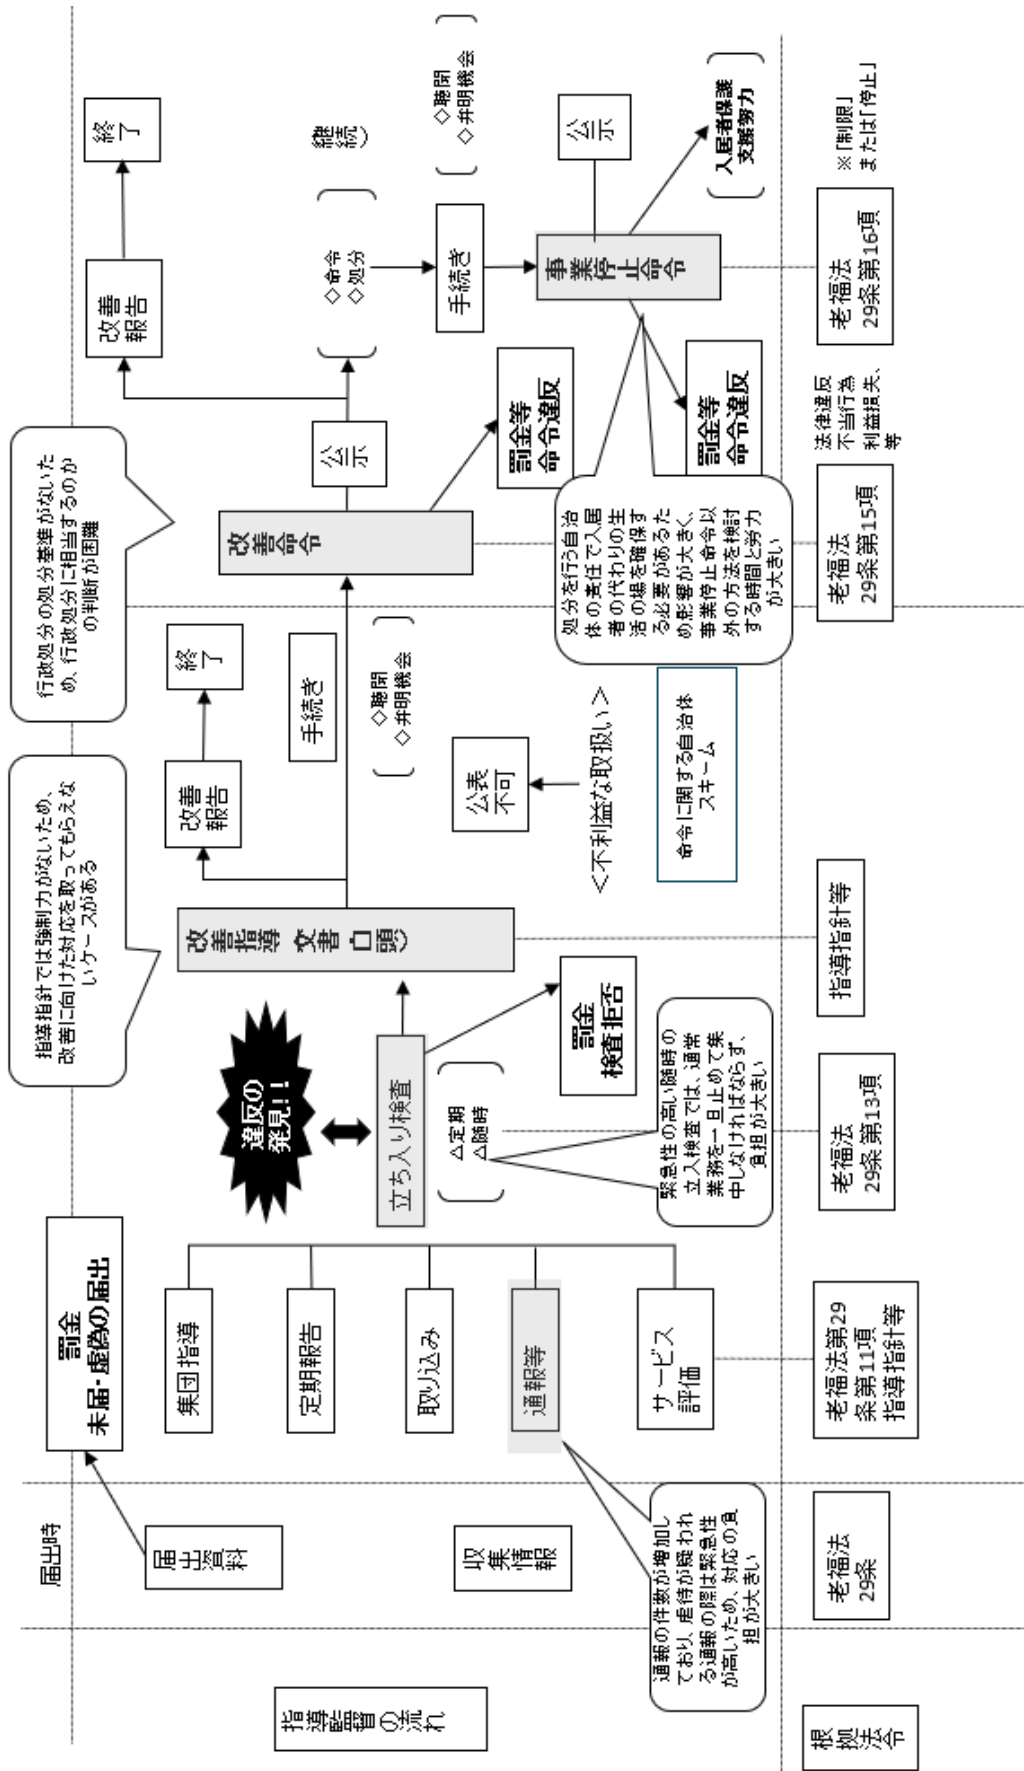 指導監督の流れ
根拠法令
届出時
届出資料
収集情報
老福法
29条
通報の件数が増加し
ており、虐待が疑われ
る通報の際は緊急性
が高いため、対応の負
担が大きい
罰金
未届・虚偽の届出
集団指導
定期報告
取り込み
通報等
サービス
評価
老福法第29
条第11項
指導指針等
違反の
発見!!
立ち入り検査
△定期
△随時
罰金
検査拒否
緊急性の高い随時の
立入検査では、通常
業務を一旦止めて集
中しなければならず、
負担が大きい
老福法
29条第13項
指導指針では強制力がないため、
改善に向けた対応を取ってもらえな
いケースがある
改善指導 文書 口頭)
指導指針等
改善
報告
終了
手続き
◇聴聞
◇弁明機会
公表
不可
<不利益な取扱い>
命令に関する自治体
スキーム
行政処分の処分基準がないた
め、行政処分に相当するのか
の判断が困難
改善命令
公示
罰金等
命令違反
処分を行う自治
体の責任で入居
者の代わりの生
活の場を確保す
る必要があるた
め影響が大きく、
事業停止命令以
外の方法を検討
する時間と労力
が大きい
老福法
29条第15項
法律違反
不当行為
利益損失、
等
改善
報告
終了
◇命令
◇処分
継続)
手続き
◇聴聞
◇弁明機会
事業停止命令
公示
罰金等
命令違反
入居者保護
支援努力
老福法
29条第16項
※「制限」
または「停止」